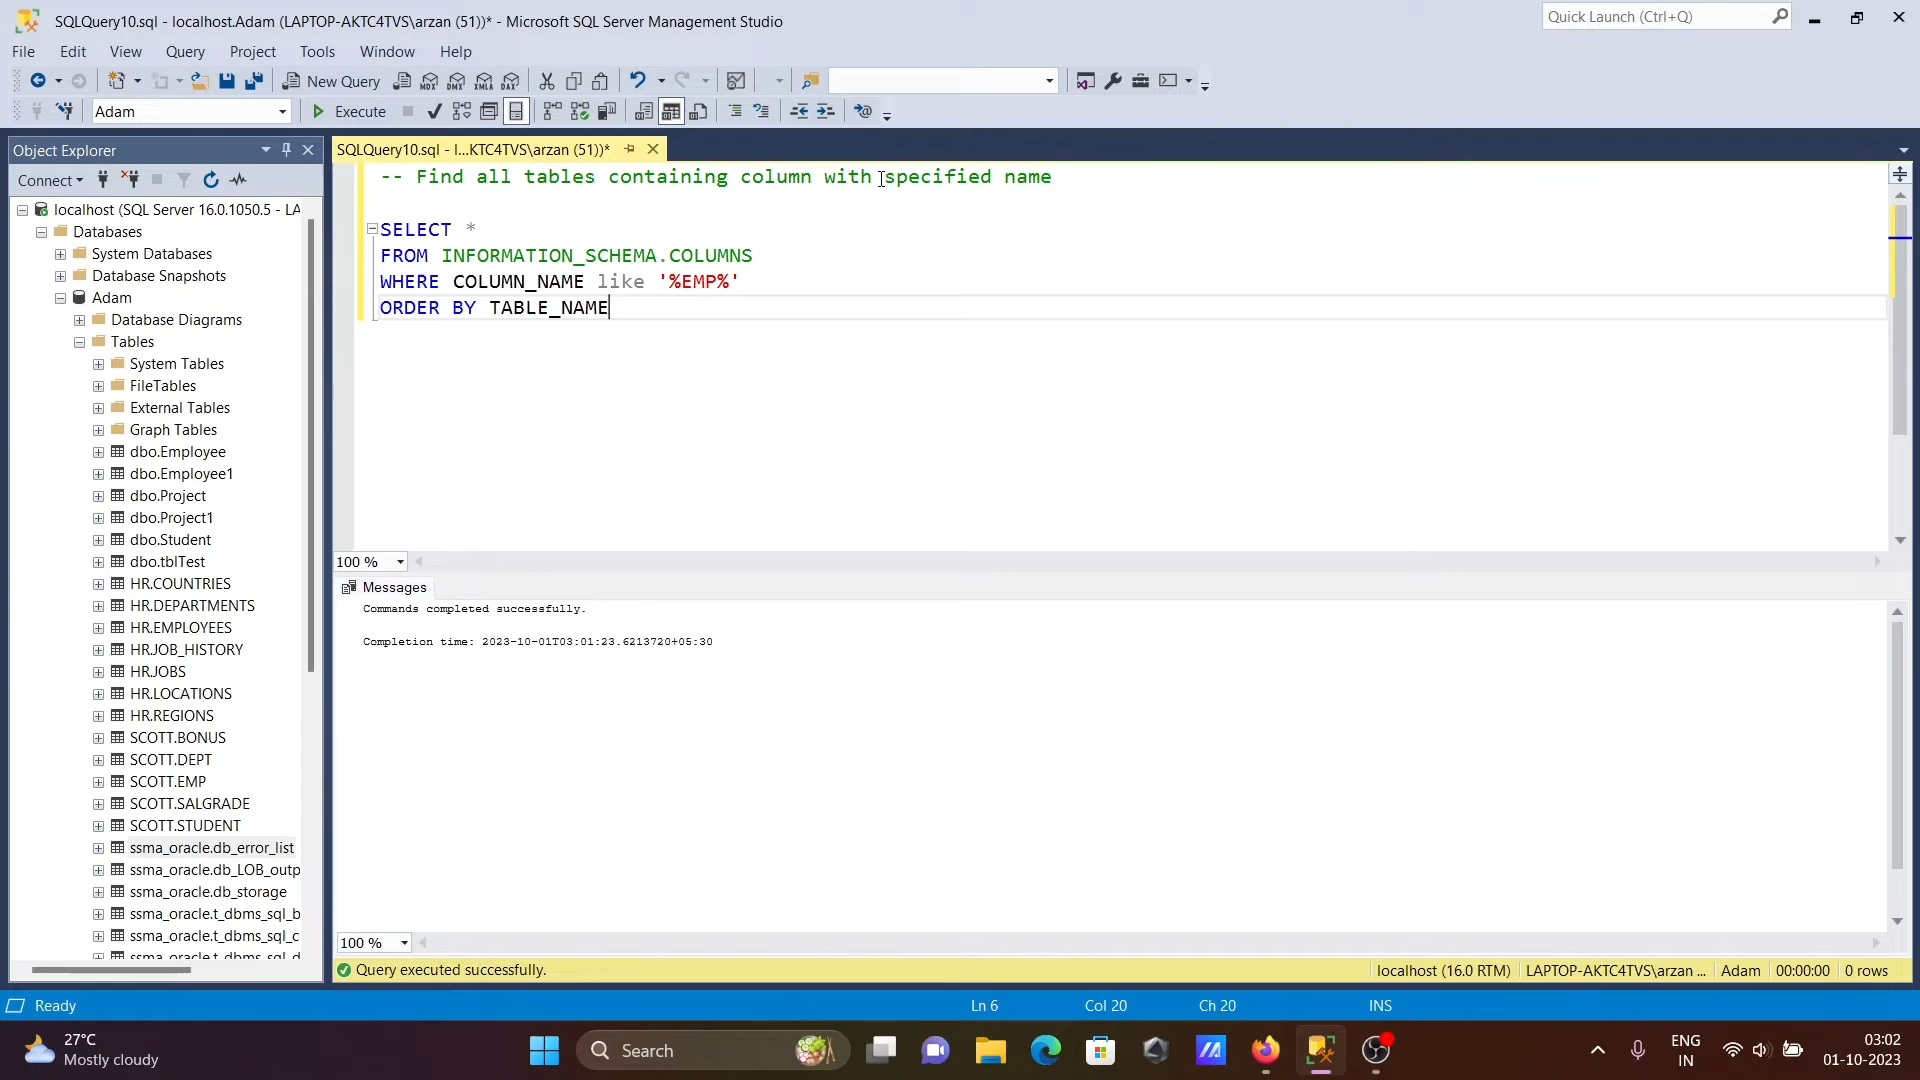 SQLQuery10.sql - localhost.Adam (LAPTOP-AKTC4TVS\arzan (51))* - Microsoft SQL Server Management Studio
Quick Launch (Ctrl+Q)
File Edit View Query Project Tools Window Help
New Query
MDX DMX XMLA DAX
Adam
Execute
Object Explorer
SQLQuery10.sql - l...KTC4TVS\arzan (51))*
Connect
-- Find all tables containing column with specified name
SELECT *
FROM INFORMATION_SCHEMA.COLUMNS
WHERE COLUMN_NAME like '%EMP%'
ORDER BY TABLE_NAME
localhost (SQL Server 16.0.1050.5 - LA
Databases
System Databases
Database Snapshots
Adam
Database Diagrams
Tables
System Tables
FileTables
External Tables
Graph Tables
dbo.Employee
dbo.Employee1
dbo.Project
dbo.Project1
dbo.Student
dbo.tblTest
HR.COUNTRIES
HR.DEPARTMENTS
HR.EMPLOYEES
HR.JOB_HISTORY
HR.JOBS
HR.LOCATIONS
HR.REGIONS
SCOTT.BONUS
SCOTT.DEPT
SCOTT.EMP
SCOTT.SALGRADE
SCOTT.STUDENT
ssma_oracle.db_error_list
ssma_oracle.db_LOB_outp
ssma_oracle.db_storage
ssma_oracle.t_dbms_sql_b
ssma_oracle.t_dbms_sql_c
ssma_oracle.t_dbms_sql_d
100 %
Messages
Commands completed successfully.
Completion time: 2023-10-01T03:01:23.6213720+05:30
100 %
Query executed successfully.
localhost (16.0 RTM) LAPTOP-AKTC4TVS\arzan ... Adam 00:00:00 0 rows
Ready
Ln 6 Col 20 Ch 20 INS
27°C
Mostly cloudy
Search
ENG
IN
03:02
01-10-2023